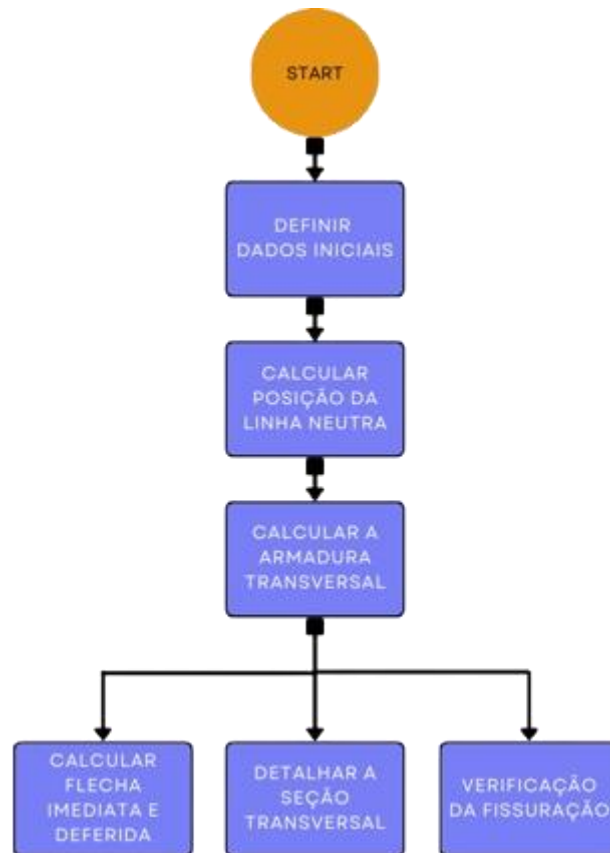 START
DEFINIR
DADOS INICIAIS
CALCULAR
POSIÇÃO DA
LINHA NEUTRA
CALCULAR A
ARMADURA
TRANSVERSAL
CALCULAR
FLECHA
IMEDIATA E
DEFERIDA
DETALHAR A
SEÇÃO
TRANSVERSAL
VERIFICAÇÃO
DA FISSURAÇÃO